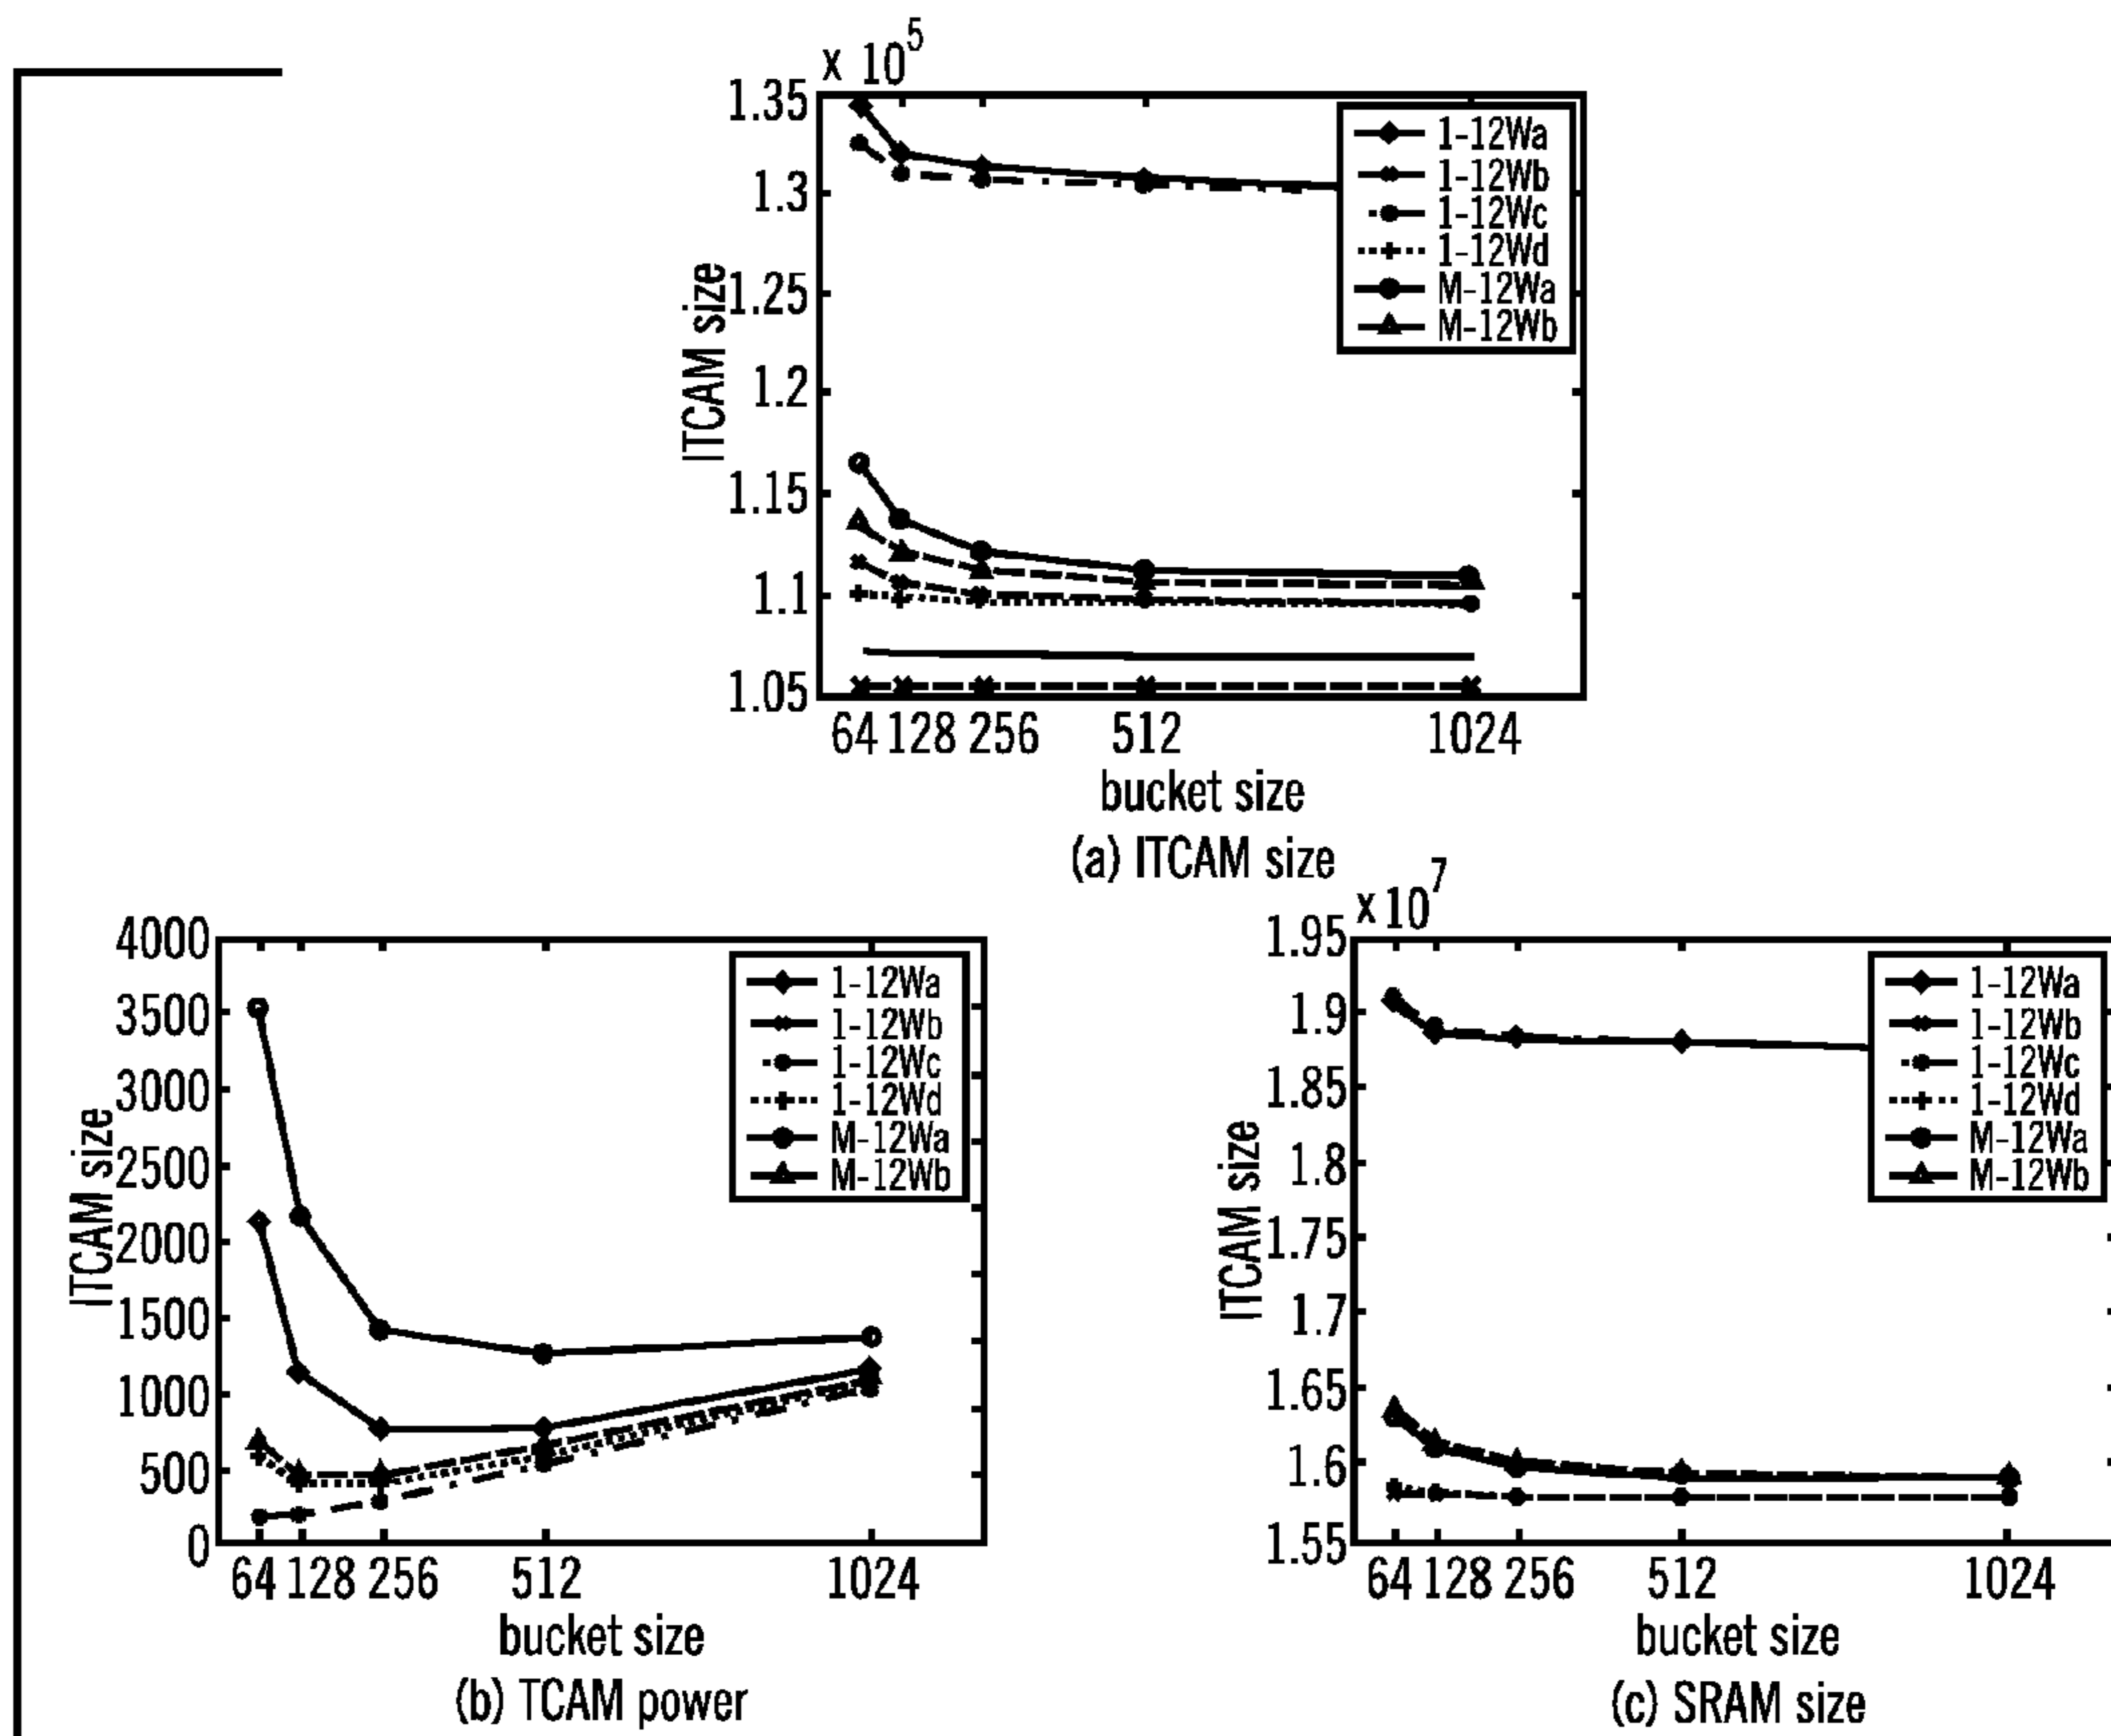 x 10^5
1.35
1.3
1.25
1.2
1.15
1.1
1.05
ITCAM size
1-12Wa
1-12Wb
1-12Wc
1-12Wd
M-12Wa
M-12Wb
64 128 256 512 1024
bucket size
(a) ITCAM size
4000
3500
3000
2500
2000
1500
1000
500
0
ITCAM size
1-12Wa
1-12Wb
1-12Wc
1-12Wd
M-12Wa
M-12Wb
64 128 256 512 1024
bucket size
(b) TCAM power
x 10^7
1.95
1.9
1.85
1.8
1.75
1.7
1.65
1.6
1.55
ITCAM size
1-12Wa
1-12Wb
1-12Wc
1-12Wd
M-12Wa
M-12Wb
64 128 256 512 1024
bucket size
(c) SRAM size